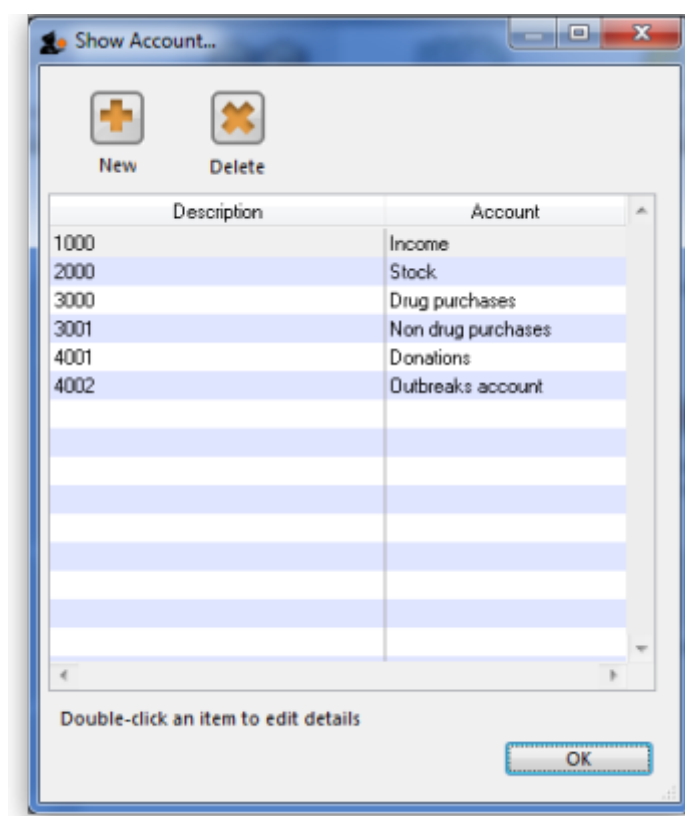 Show Account...
New Delete
Description Account
1000 Income
2000 Stock
3000 Drug purchases
3001 Non drug purchases
4001 Donations
4002 Outbreaks account
Double-click an item to edit details
OK